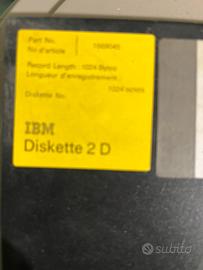 Part No.
No d'article 1669045
Record Length : 1024 Bytes
Longueur d'enregistrement :
1024 octets
Diskette No.
IBM
Diskette 2 D
subito